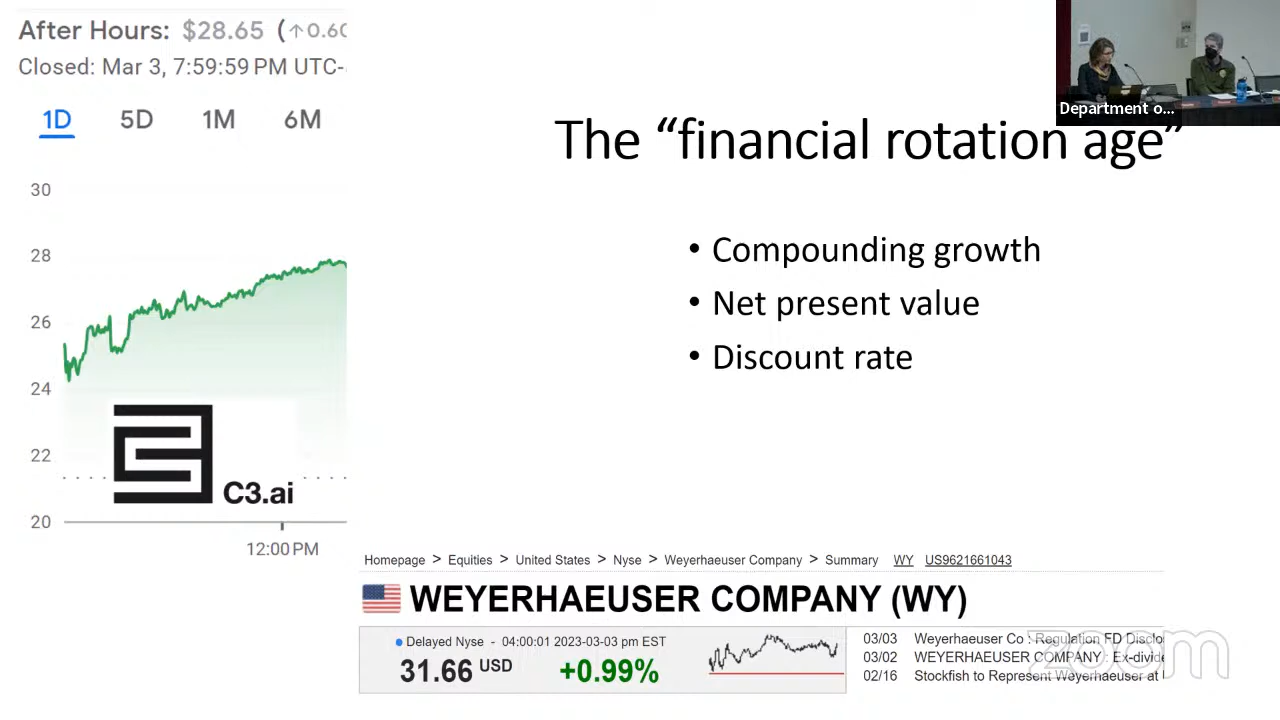 After Hours: $28.65 (↑0.60
Closed: Mar 3, 7:59:59 PM UTC-
1D 5D 1M 6M
30
28
26
24
22
20
12:00 PM
C3.ai
Department o...
The “financial rotation age”
• Compounding growth
• Net present value
• Discount rate
Homepage > Equities > United States > Nyse > Weyerhaeuser Company > Summary WY US9621661043
WEYERHAEUSER COMPANY (WY)
Delayed Nyse - 04:00:01 2023-03-03 pm EST
31.66 USD +0.99%
03/03 Weyerhaeuser Co : Regulation FD Disclo
03/02 WEYERHAEUSER COMPANY : Ex-divide
02/16 Stockfish to Represent Weyerhaeuser at
zoom